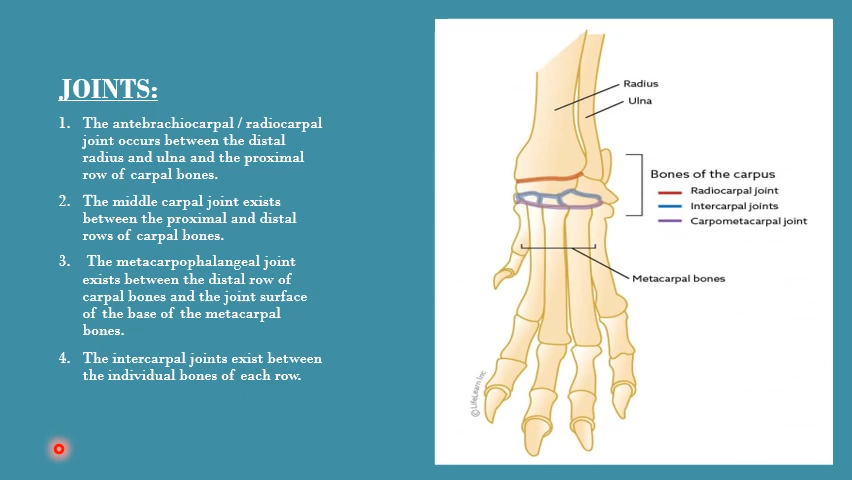 JOINTS:
1. The antebrachiocarpal / radiocarpal
joint occurs between the distal
radius and ulna and the proximal
row of carpal bones.
2. The middle carpal joint exists
between the proximal and distal
rows of carpal bones.
3. The metacarpophalangeal joint
exists between the distal row of
carpal bones and the joint surface
of the base of the metacarpal
bones.
4. The intercarpal joints exist between
the individual bones of each row.
Radius
Ulna
Bones of the carpus
Radiocarpal joint
Intercarpal joints
Carpometacarpal joint
Metacarpal bones
©LifeLearn Inc